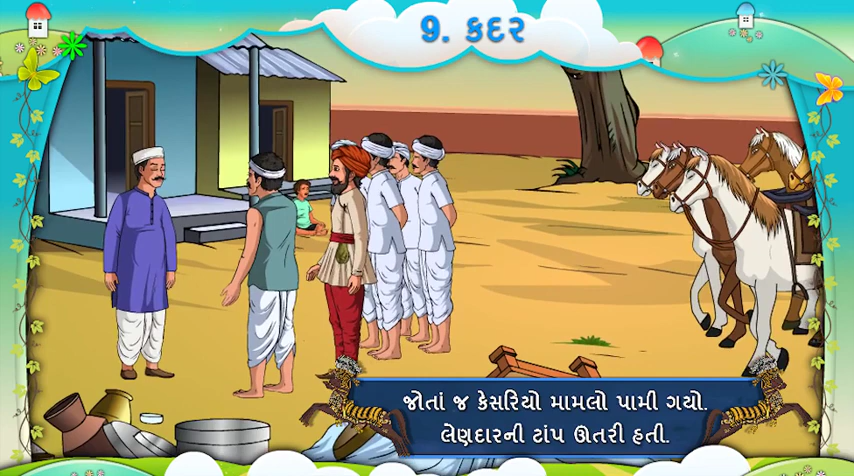 9. કદર
જોતાં જ કેસરિયો મામલો પામી ગયો.
લેણદારની ટાંપ ઊતરી હતી.